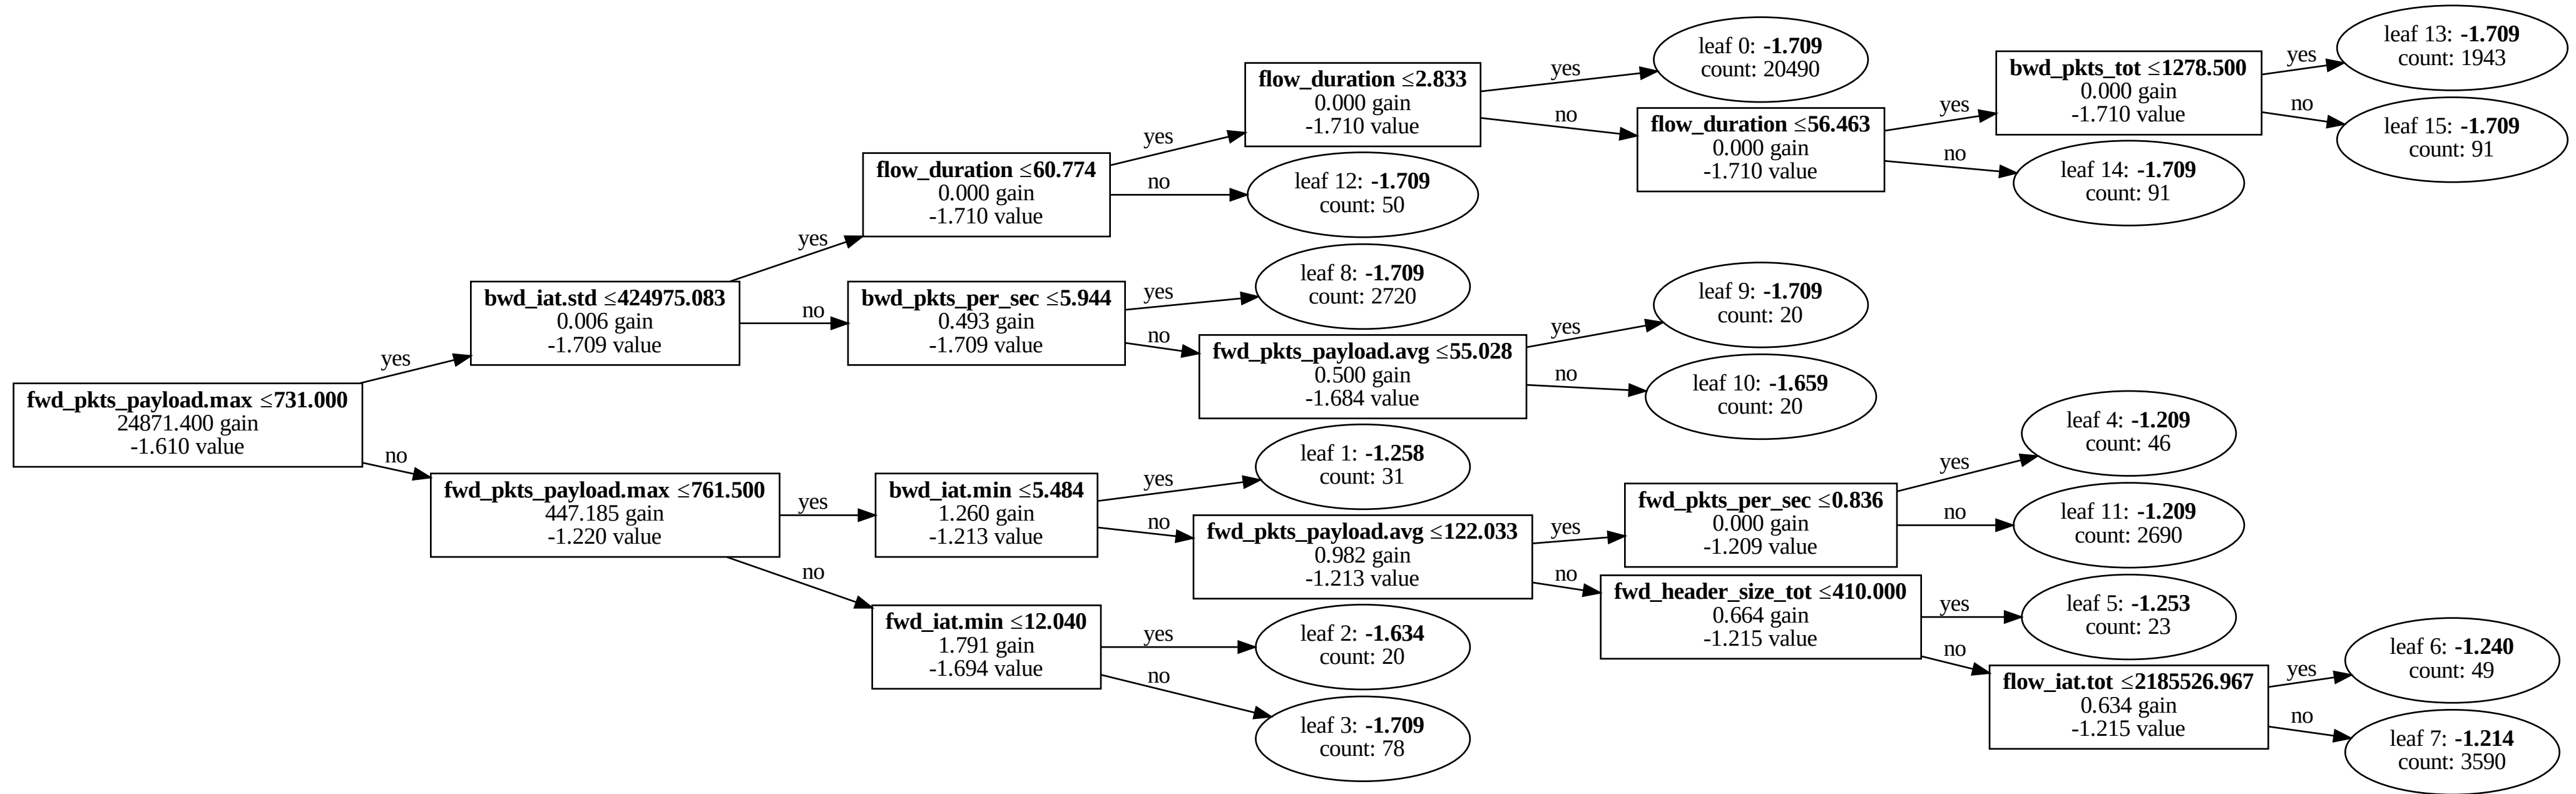 fwd_pkts_payload.max ≤731.000
24871.400 gain
-1.610 value
yes
no
bwd_iat.std ≤424975.083
0.006 gain
-1.709 value
yes
no
flow_duration ≤60.774
0.000 gain
-1.710 value
yes
no
flow_duration ≤2.833
0.000 gain
-1.710 value
yes
no
leaf 0: -1.709
count: 20490
flow_duration ≤56.463
0.000 gain
-1.710 value
yes
no
bwd_pkts_tot ≤1278.500
0.000 gain
-1.710 value
yes
no
leaf 13: -1.709
count: 1943
leaf 15: -1.709
count: 91
leaf 14: -1.709
count: 91
leaf 12: -1.709
count: 50
bwd_pkts_per_sec ≤5.944
0.493 gain
-1.709 value
yes
no
leaf 8: -1.709
count: 2720
fwd_pkts_payload.avg ≤55.028
0.500 gain
-1.684 value
yes
no
leaf 9: -1.709
count: 20
leaf 10: -1.659
count: 20
fwd_pkts_payload.max ≤761.500
447.185 gain
-1.220 value
yes
no
bwd_iat.min ≤5.484
1.260 gain
-1.213 value
yes
no
leaf 1: -1.258
count: 31
fwd_pkts_payload.avg ≤122.033
0.982 gain
-1.213 value
yes
no
fwd_pkts_per_sec ≤0.836
0.000 gain
-1.209 value
yes
no
leaf 4: -1.209
count: 46
leaf 11: -1.209
count: 2690
fwd_header_size_tot ≤410.000
0.664 gain
-1.215 value
yes
no
leaf 5: -1.253
count: 23
flow_iat.tot ≤2185526.967
0.634 gain
-1.215 value
yes
no
leaf 6: -1.240
count: 49
leaf 7: -1.214
count: 3590
fwd_iat.min ≤12.040
1.791 gain
-1.694 value
yes
no
leaf 2: -1.634
count: 20
leaf 3: -1.709
count: 78